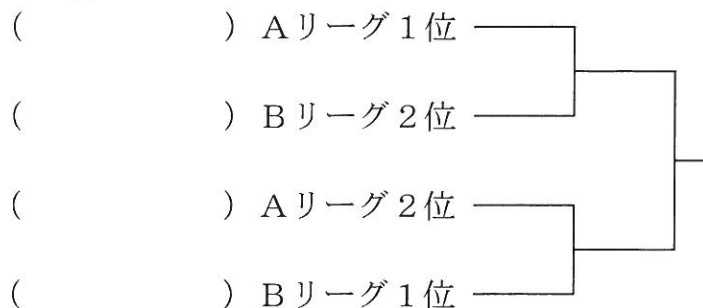 (　　　　　) Aリーグ1位
(　　　　　) Bリーグ2位
(　　　　　) Aリーグ2位
(　　　　　) Bリーグ1位